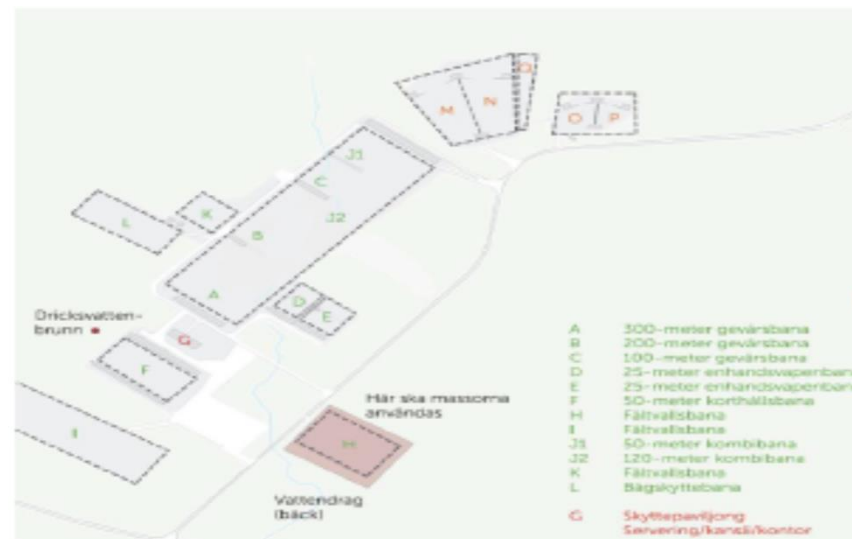 Q
M
N
O
P
J1
C
J2
K
L
B
A
D
E
Dricksvatten-
brunn
G
F
Här ska massorna
användas
I
H
Vattendrag
(bäck)
A 300-meter gevärsbana
B 200-meter gevärsbana
C 100-meter gevärsbana
D 25-meter enhandsvapenban
E 25-meter enhandsvapenban
F 50-meter korthållsbana
H Fältvallsbana
I Fältvallsbana
J1 50-meter kombibana
J2 120-meter kombibana
K Fältvallsbana
L Bågskyttebana
G Skyttepaviljong
Servering/kansli/kontor